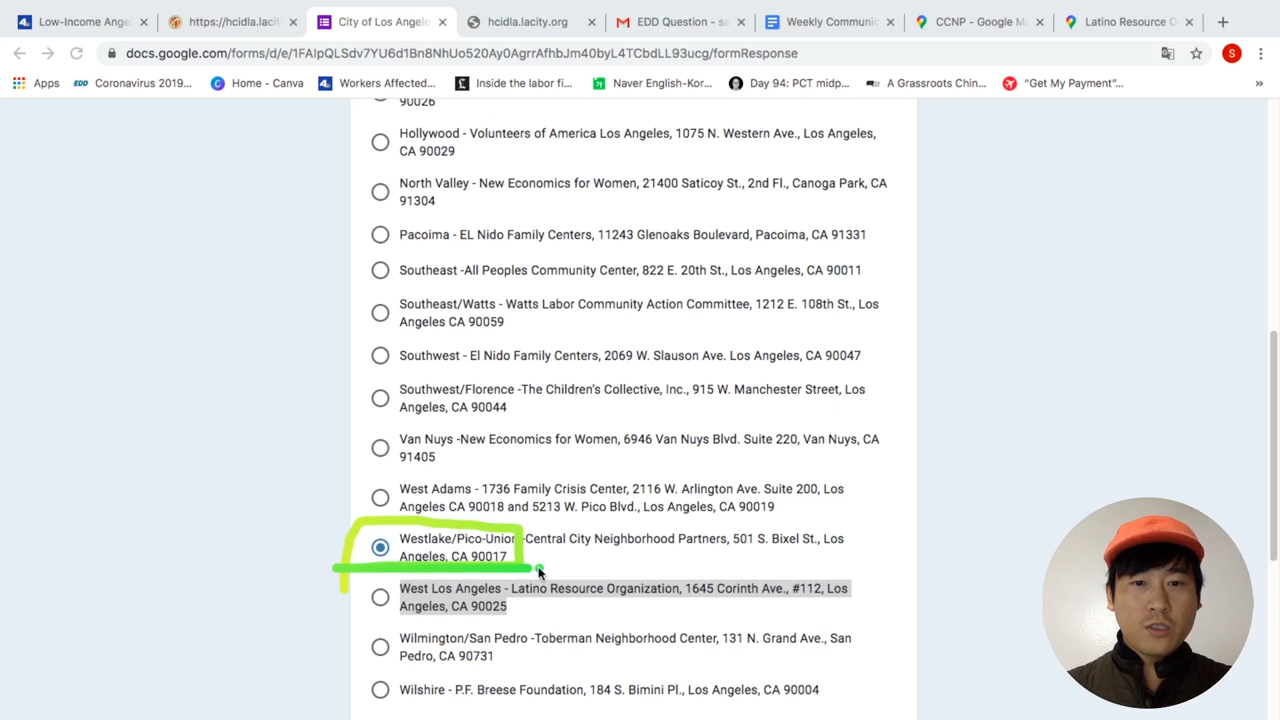 Low-Income Ange
https://hcidla.lacity
City of Los Angele
hcidla.lacity.org
EDD Question - sa
Weekly Communic
CCNP - Google Ma
Latino Resource O
docs.google.com/forms/d/e/1FAIpQLSdv7YU6d1Bn8NhUo520Ay0AgrrAfhbJm40byL4TCbdLL93ucg/formResponse
S
Apps
EDD Coronavirus 2019...
Home - Canva
Workers Affected...
Inside the labor fi...
Naver English-Kor...
Day 94: PCT midp...
A Grassroots Chin...
"Get My Payment"...
»
90026
Hollywood - Volunteers of America Los Angeles, 1075 N. Western Ave., Los Angeles,
CA 90029
North Valley - New Economics for Women, 21400 Saticoy St., 2nd Fl., Canoga Park, CA
91304
Pacoima - EL Nido Family Centers, 11243 Glenoaks Boulevard, Pacoima, CA 91331
Southeast -All Peoples Community Center, 822 E. 20th St., Los Angeles, CA 90011
Southeast/Watts - Watts Labor Community Action Committee, 1212 E. 108th St., Los
Angeles CA 90059
Southwest - El Nido Family Centers, 2069 W. Slauson Ave. Los Angeles, CA 90047
Southwest/Florence -The Children's Collective, Inc., 915 W. Manchester Street, Los
Angeles, CA 90044
Van Nuys -New Economics for Women, 6946 Van Nuys Blvd. Suite 220, Van Nuys, CA
91405
West Adams - 1736 Family Crisis Center, 2116 W. Arlington Ave. Suite 200, Los
Angeles CA 90018 and 5213 W. Pico Blvd., Los Angeles, CA 90019
Westlake/Pico-Union -Central City Neighborhood Partners, 501 S. Bixel St., Los
Angeles, CA 90017
West Los Angeles - Latino Resource Organization, 1645 Corinth Ave., #112, Los
Angeles, CA 90025
Wilmington/San Pedro -Toberman Neighborhood Center, 131 N. Grand Ave., San
Pedro, CA 90731
Wilshire - P.F. Breese Foundation, 184 S. Bimini Pl., Los Angeles, CA 90004